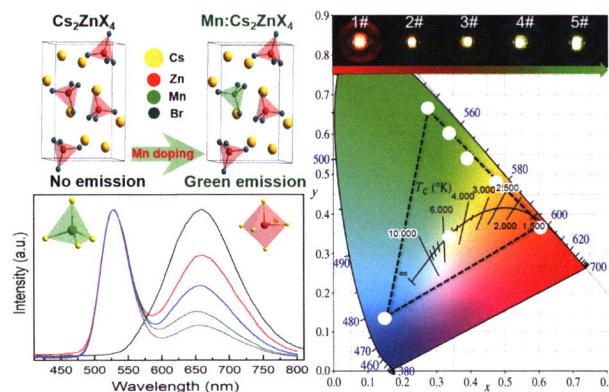 Cs₂ZnX₄
Mn:Cs₂ZnX₄
Cs
Zn
Mn
Br
Mn doping
No emission
Green emission
Intensity (a.u.)
450 500 550 600 650 700 750 800
Wavelength (nm)
1# 2# 3# 4# 5#
0.9
0.8
0.7
0.6
0.5
y
0.4
0.3
0.2
0.1
0.0
0.0 0.1 0.2 0.3 0.4 0.5 0.6 0.7
x
560
580
600
620
700
500
490
480
470
460
380
T_C (°K)
2.500
3.000
4.000
6.000
10.000
∞
2.000
1.500